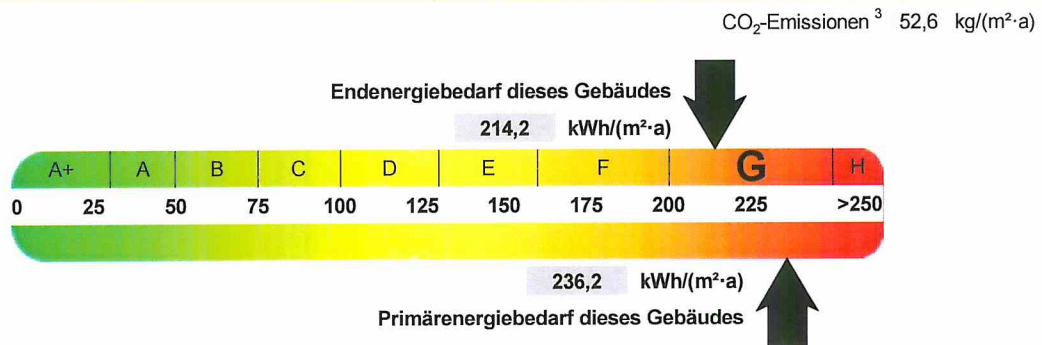 CO₂-Emissionen ³ 52,6 kg/(m²·a)
Endenergiebedarf dieses Gebäudes
214,2 kWh/(m²·a)
A+ A B C D E F G H
0 25 50 75 100 125 150 175 200 225 >250
236,2 kWh/(m²·a)
Primärenergiebedarf dieses Gebäudes